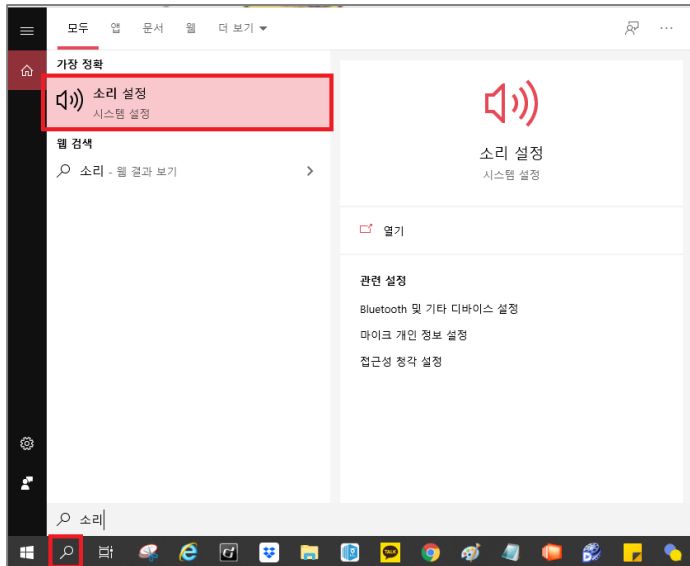 모두 앱 문서 웹 더 보기
가장 정확
소리 설정
시스템 설정
웹 검색
소리 - 웹 결과 보기
소리 설정
시스템 설정
열기
관련 설정
Bluetooth 및 기타 디바이스 설정
마이크 개인 정보 설정
접근성 청각 설정
소리
TALK